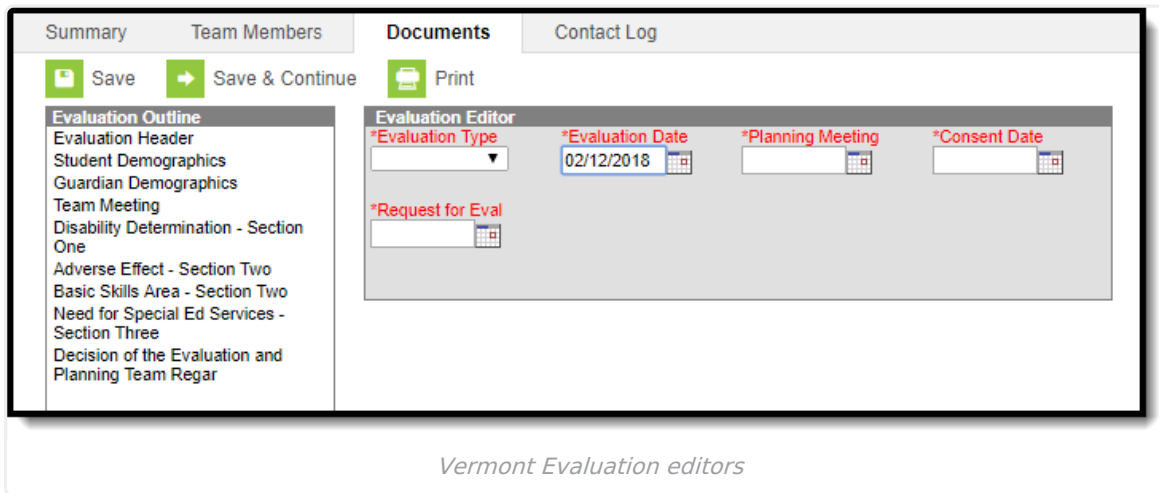 Summary Team Members Documents Contact Log
Save Save & Continue Print
Evaluation Outline
Evaluation Header
Student Demographics
Guardian Demographics
Team Meeting
Disability Determination - Section
One
Adverse Effect - Section Two
Basic Skills Area - Section Two
Need for Special Ed Services -
Section Three
Decision of the Evaluation and
Planning Team Regar
Evaluation Editor
*Evaluation Type *Evaluation Date *Planning Meeting *Consent Date
02/12/2018
*Request for Eval
Vermont Evaluation editors